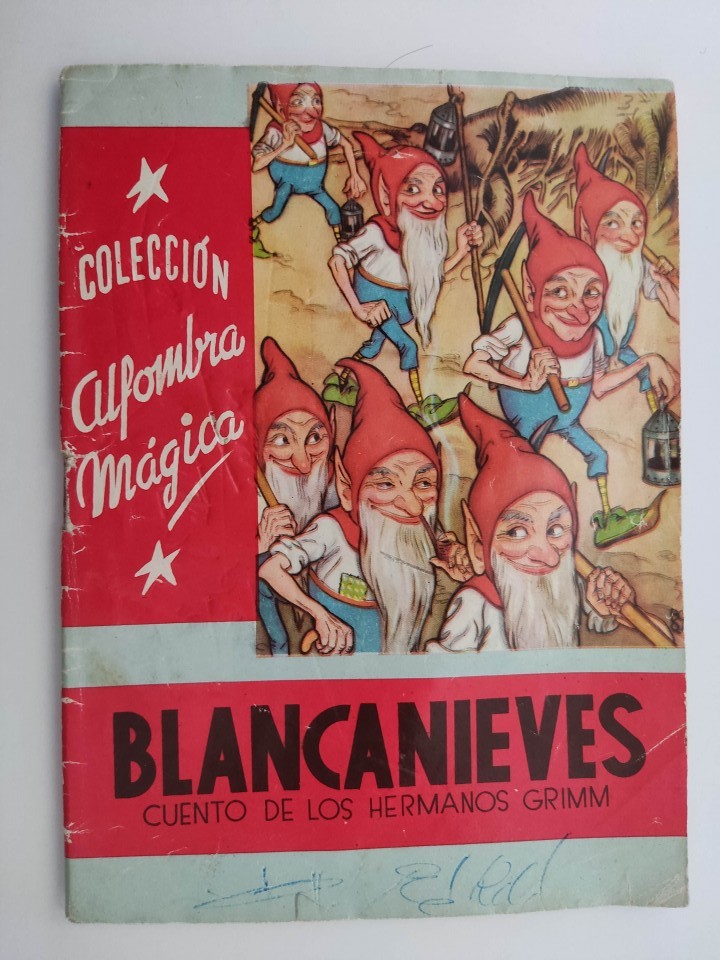 COLECCIÓN
Alfombra
Mágica
BLANCANIEVES
CUENTO DE LOS HERMANOS GRIMM